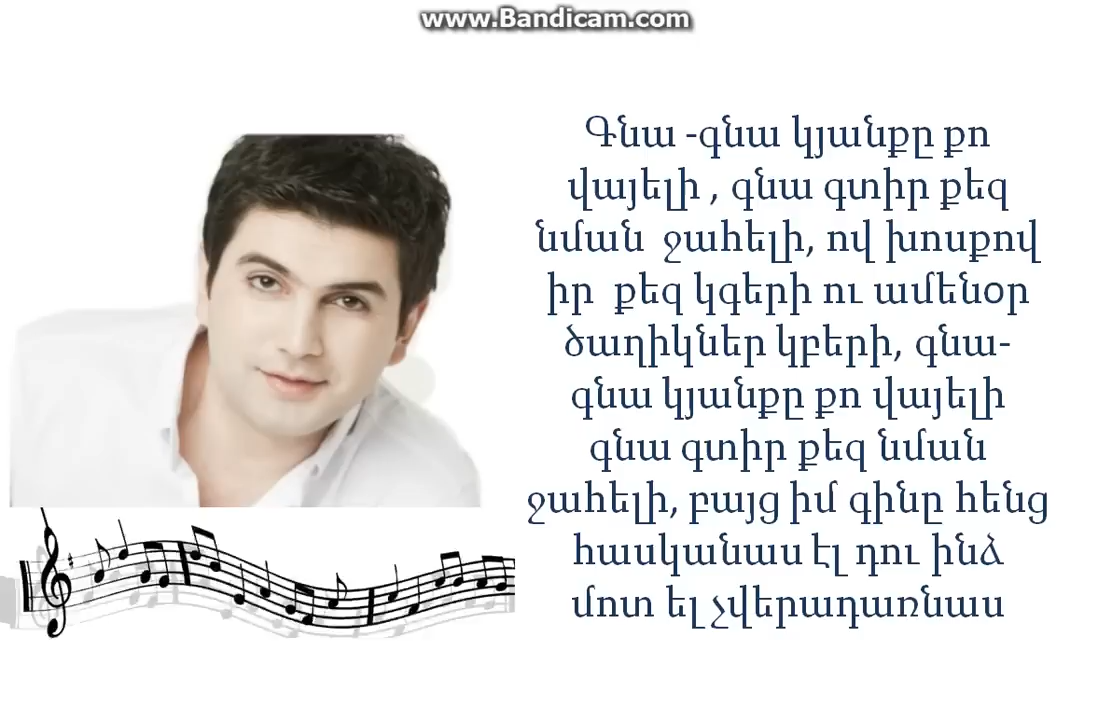 www.Bandicam.com
Գնա -գնա կյանքը քո
վայելի , գնա գտիր քեզ
նման  ջահելի, ով խոսքով
իր  քեզ կգերի ու ամենօր
ծաղիկներ կբերի, գնա-
գնա կյանքը քո վայելի
գնա գտիր քեզ նման
ջահելի, բայց իմ գինը հենց
հասկանաս էլ դու ինձ
մոտ ել չվերադառնաս